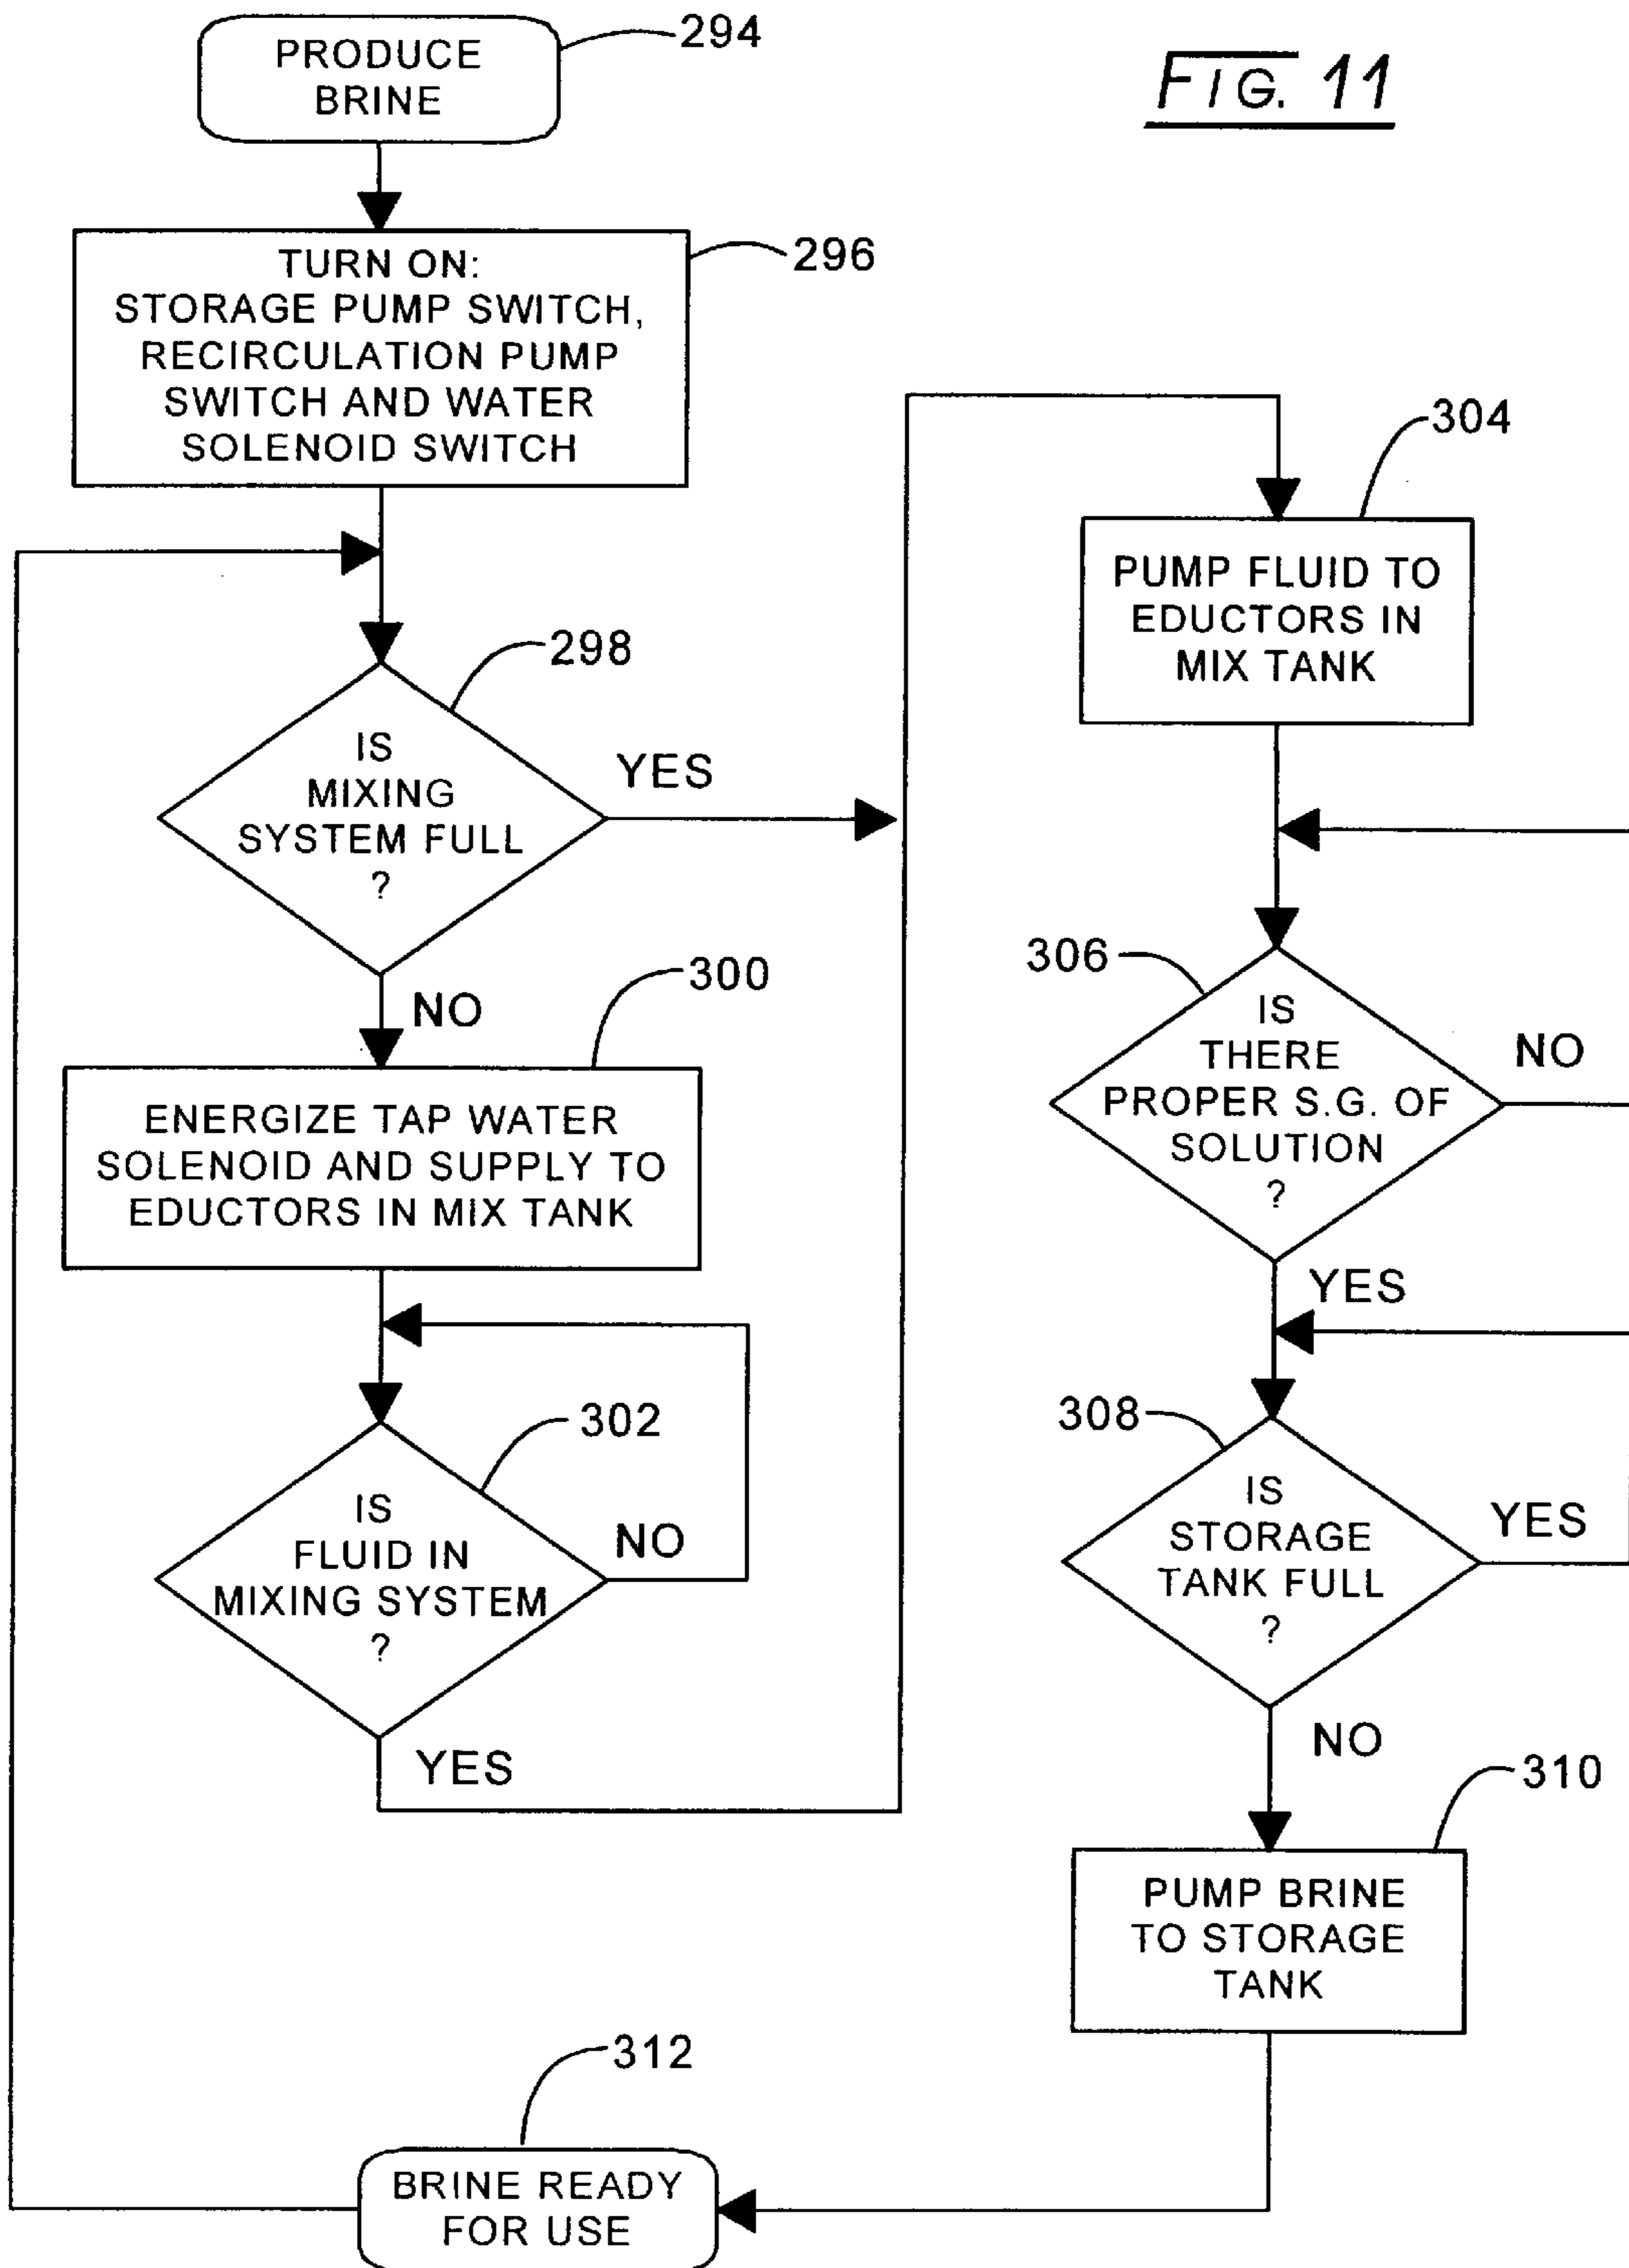 FIG. 11
PRODUCE
BRINE
294
TURN ON:
STORAGE PUMP SWITCH,
RECIRCULATION PUMP
SWITCH AND WATER
SOLENOID SWITCH
296
IS
MIXING
SYSTEM FULL
?
298
YES
NO
300
ENERGIZE TAP WATER
SOLENOID AND SUPPLY TO
EDUCTORS IN MIX TANK
302
IS
FLUID IN
MIXING SYSTEM
?
NO
YES
304
PUMP FLUID TO
EDUCTORS IN
MIX TANK
306
IS
THERE
PROPER S.G. OF
SOLUTION
?
NO
YES
308
IS
STORAGE
TANK FULL
?
YES
NO
310
PUMP BRINE
TO STORAGE
TANK
312
BRINE READY
FOR USE